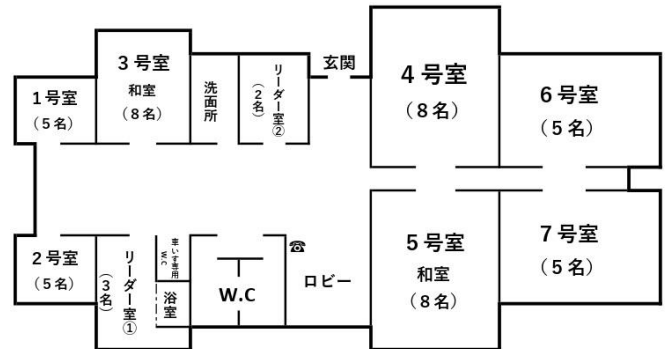 1号室
（5名）
3号室
和室
（8名）
洗面所
リーダー室②
（2名）
玄関
4号室
（8名）
6号室
（5名）
2号室
（5名）
リーダー室①
（3名）
車いす専用
W.C
浴室
W.C
☎
ロビー
5号室
和室
（8名）
7号室
（5名）